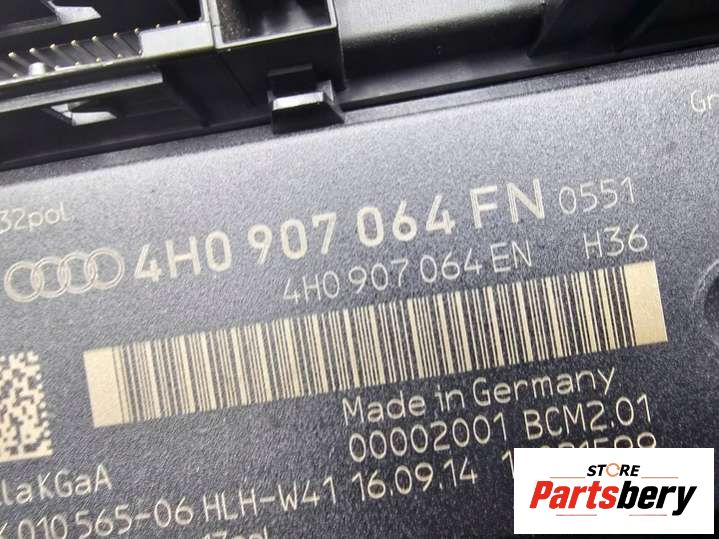 32pol.
4H0 907 064 FN 0551
4H0 907 064 EN H36
Made in Germany
00002001 BCM2.01
KGaA 16.09.14
010 565-06 HLH-W41
STORE
Partsbery